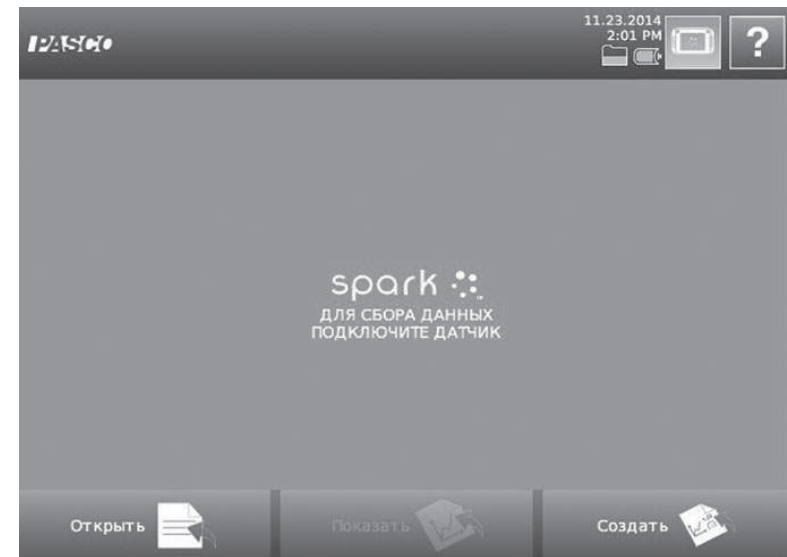 PASCO
11.23.2014
2:01 PM
?
spark
ДЛЯ СБОРА ДАННЫХ
ПОДКЛЮЧИТЕ ДАТЧИК
Открыть
Показать
Создать